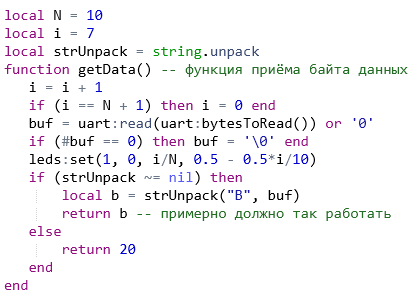 local N = 10
local i = 7
local strUnpack = string.unpack
function getData() -- функция приёма байта данных
i = i + 1
if (i == N + 1) then i = 0 end
buf = uart:read(uart:bytesToRead()) or '0'
if (#buf == 0) then buf = '\0' end
leds:set(1, 0, i/N, 0.5 - 0.5*i/10)
if (strUnpack ~= nil) then
local b = strUnpack("B", buf)
return b -- примерно должно так работать
else
return 20
end
end